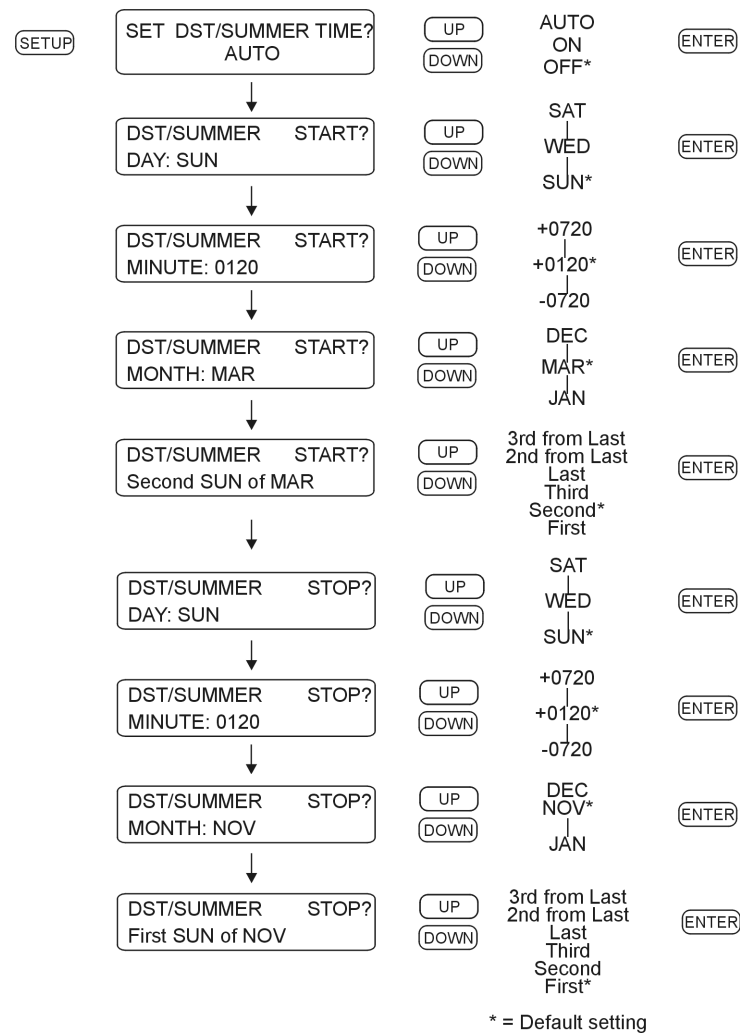 SETUP
SET DST/SUMMER TIME?
AUTO
UP
DOWN
AUTO
ON
OFF*
ENTER
DST/SUMMER START?
DAY: SUN
UP
DOWN
SAT
WED
SUN*
ENTER
DST/SUMMER START?
MINUTE: 0120
UP
DOWN
+0720
+0120*
-0720
ENTER
DST/SUMMER START?
MONTH: MAR
UP
DOWN
DEC
MAR*
JAN
ENTER
DST/SUMMER START?
Second SUN of MAR
UP
DOWN
3rd from Last
2nd from Last
Last
Third
Second*
First
ENTER
DST/SUMMER STOP?
DAY: SUN
UP
DOWN
SAT
WED
SUN*
ENTER
DST/SUMMER STOP?
MINUTE: 0120
UP
DOWN
+0720
+0120*
-0720
ENTER
DST/SUMMER STOP?
MONTH: NOV
UP
DOWN
DEC
NOV*
JAN
ENTER
DST/SUMMER STOP?
First SUN of NOV
UP
DOWN
3rd from Last
2nd from Last
Last
Third
Second
First*
ENTER
* = Default setting